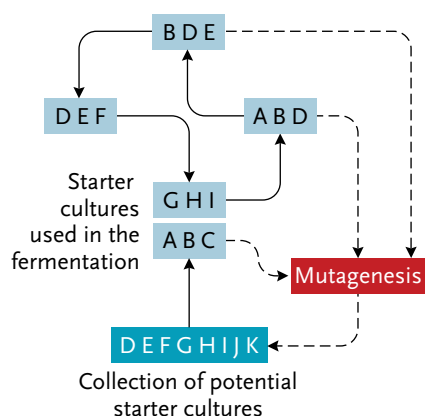 B D E
D E F
A B D
Starter
cultures
used in the
fermentation
G H I
A B C
Mutagenesis
D E F G H I J K
Collection of potential
starter cultures